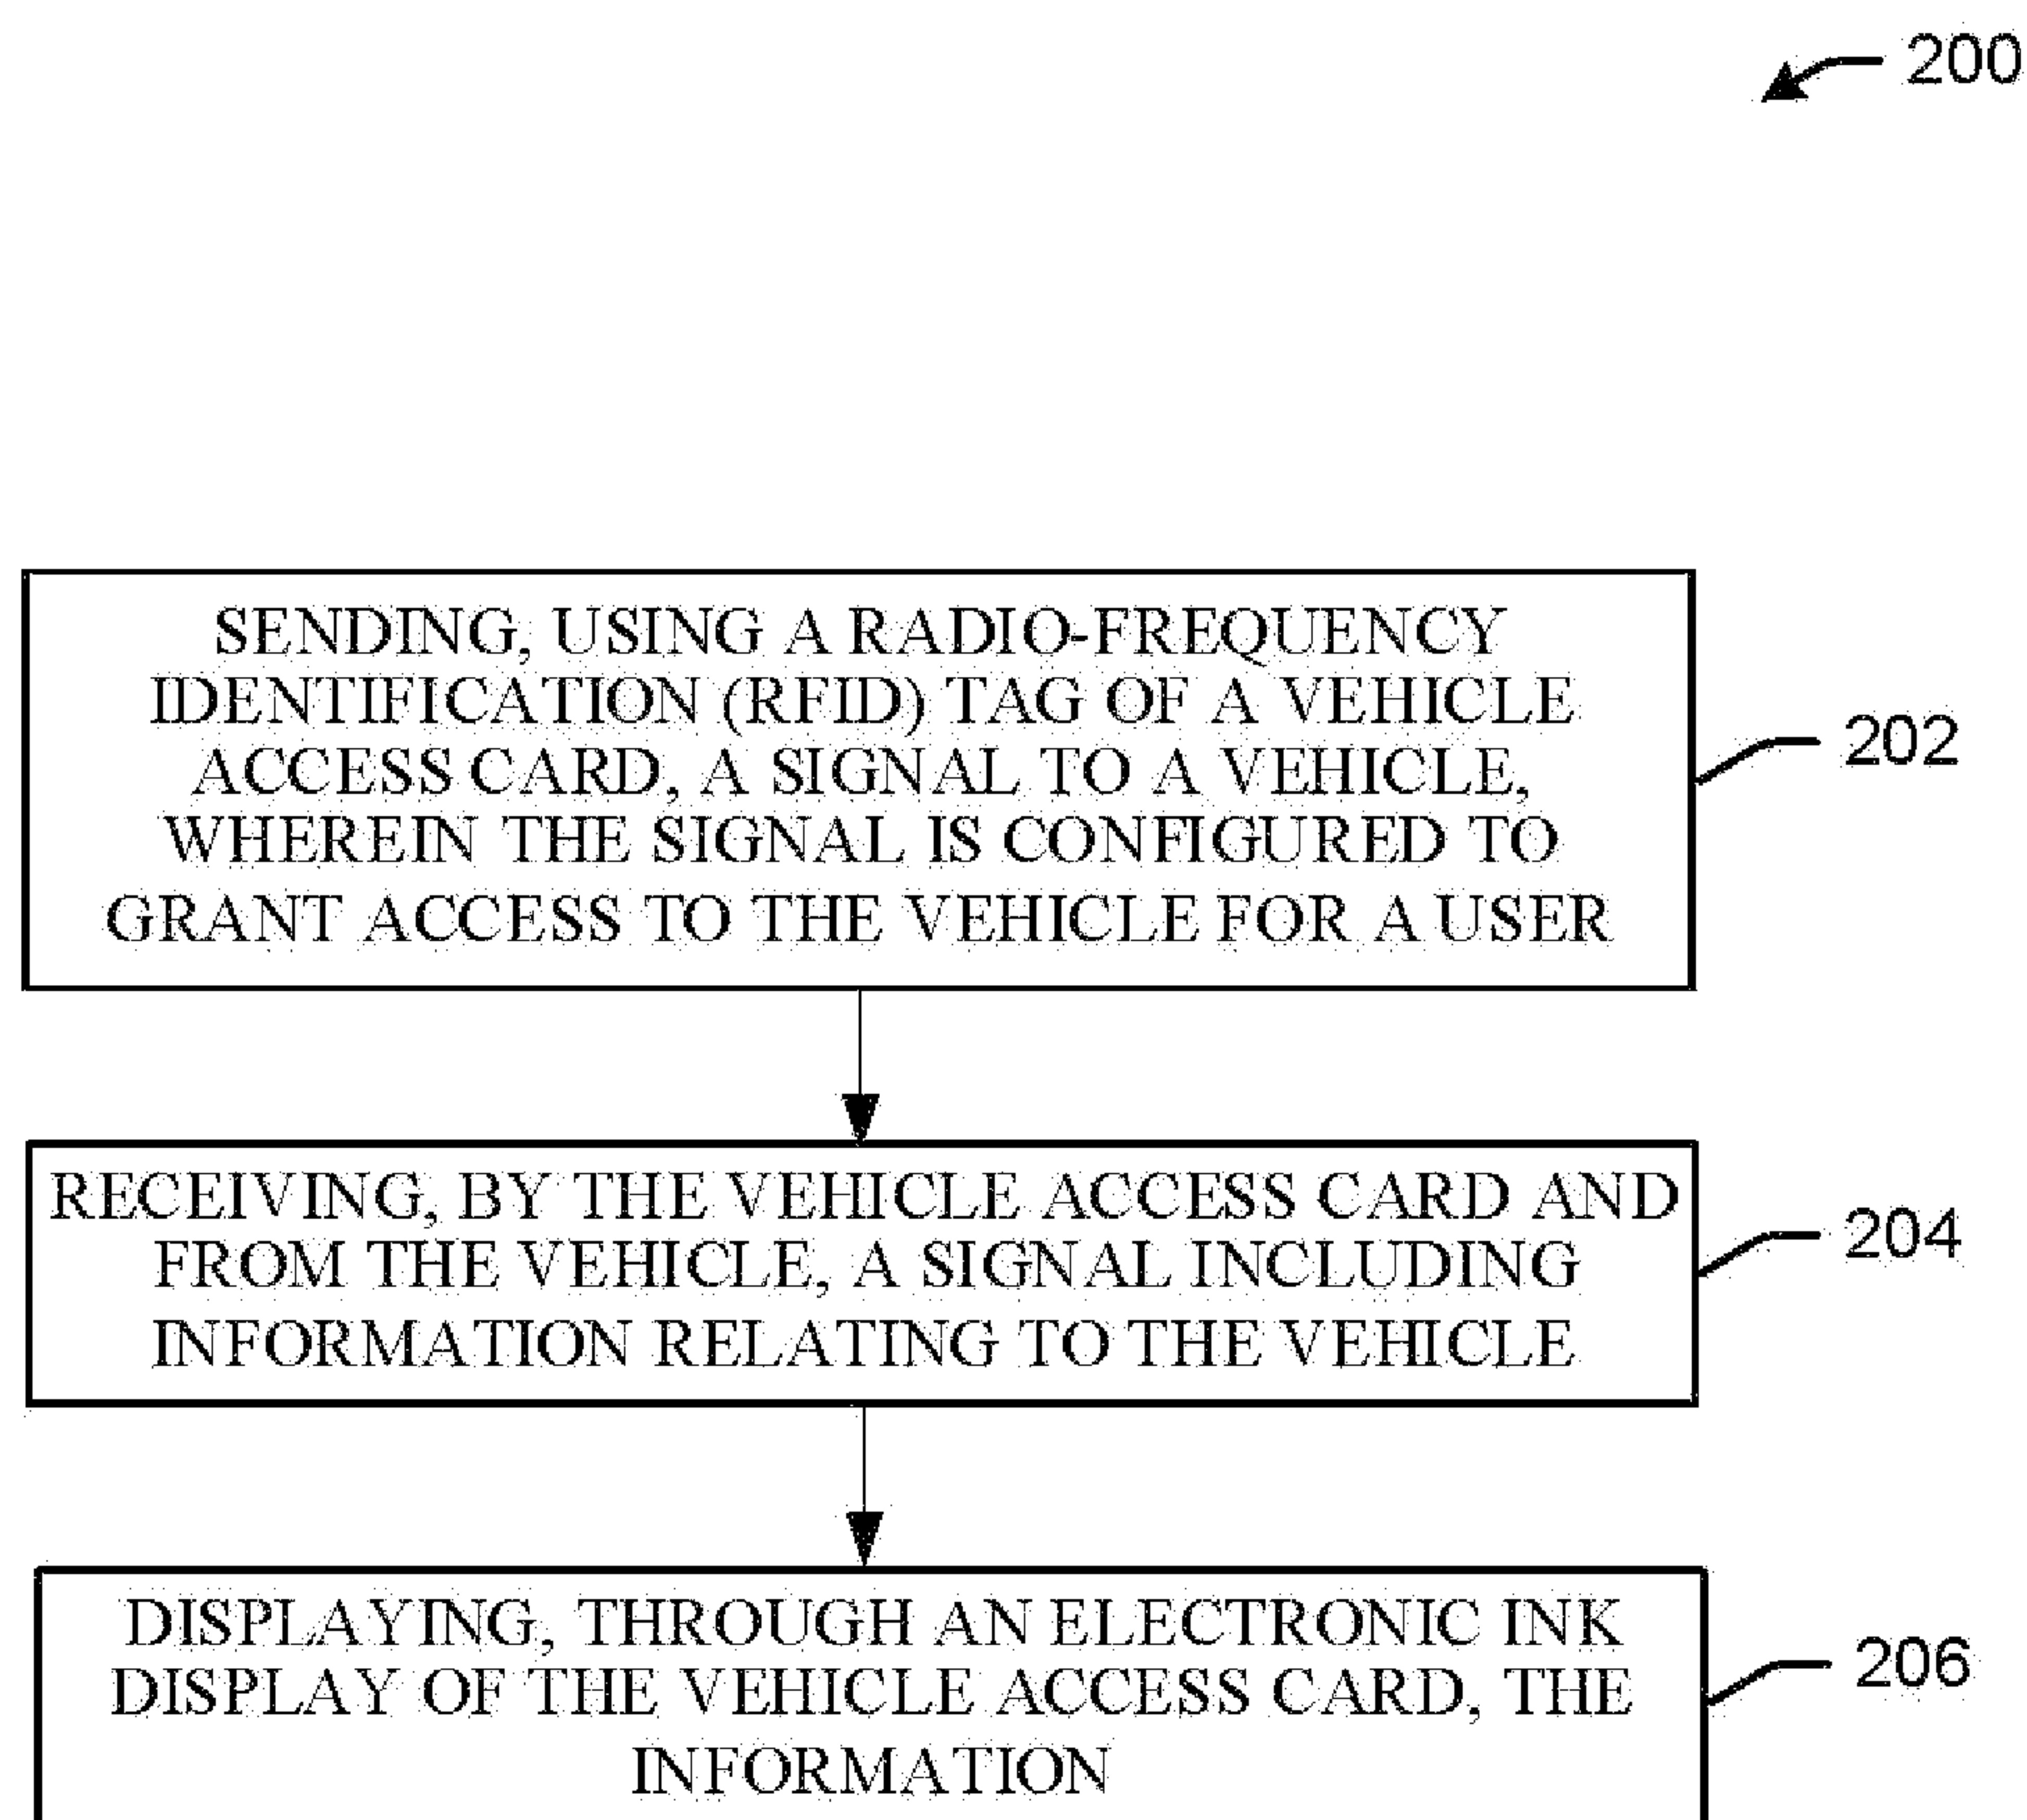 200
SENDING, USING A RADIO-FREQUENCY
IDENTIFICATION (RFID) TAG OF A VEHICLE
ACCESS CARD, A SIGNAL TO A VEHICLE,
WHEREIN THE SIGNAL IS CONFIGURED TO
GRANT ACCESS TO THE VEHICLE FOR A USER
202
RECEIVING, BY THE VEHICLE ACCESS CARD AND
FROM THE VEHICLE, A SIGNAL INCLUDING
INFORMATION RELATING TO THE VEHICLE
204
DISPLAYING, THROUGH AN ELECTRONIC INK
DISPLAY OF THE VEHICLE ACCESS CARD, THE
INFORMATION
206